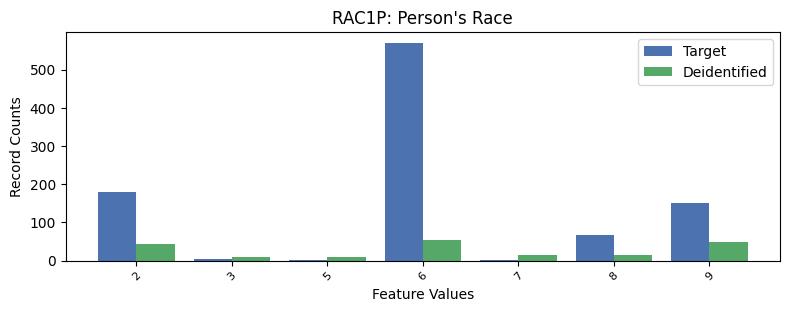 RAC1P: Person's Race
Target
Deidentified
Record Counts
500
400
300
200
100
0
2 3 5 6 7 8 9
Feature Values